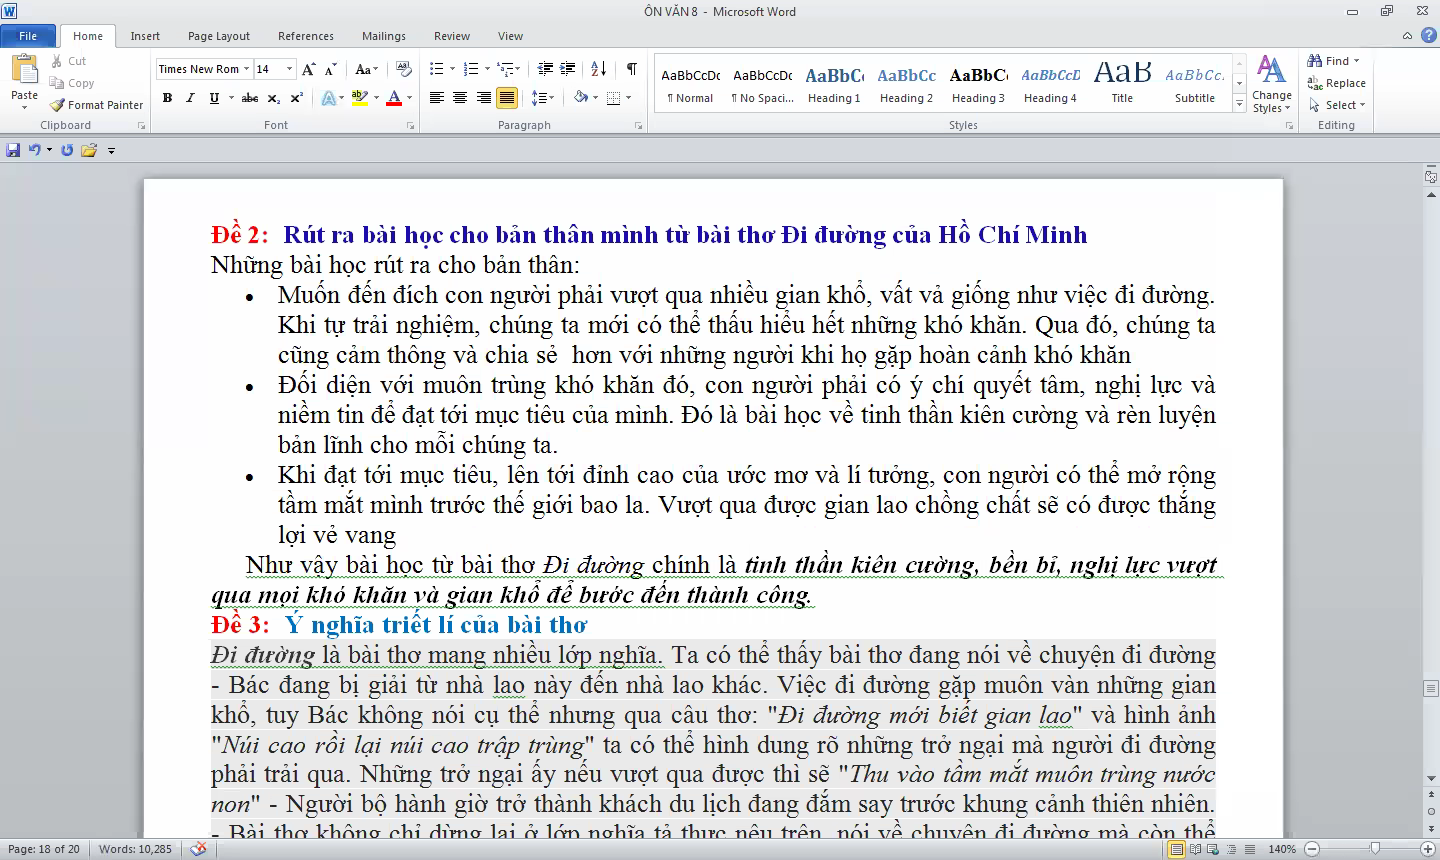 ÔN VĂN 8 - Microsoft Word
File Home Insert Page Layout References Mailings Review View
Paste
Cut
Copy
Format Painter
Clipboard
Times New Rom 14
Font
Paragraph
AaBbCcDc AaBbCcDc AaBbCc AaBbCc AaBbCc AaBbCcD AaB AaBbCc.
¶ Normal ¶ No Spaci... Heading 1 Heading 2 Heading 3 Heading 4 Title Subtitle
Styles
Change
Styles
Find
Replace
Select
Editing
Đề 2: Rút ra bài học cho bản thân mình từ bài thơ Đi đường của Hồ Chí Minh
Những bài học rút ra cho bản thân:
• Muốn đến đích con người phải vượt qua nhiều gian khổ, vất vả giống như việc đi đường.
Khi tự trải nghiệm, chúng ta mới có thể thấu hiểu hết những khó khăn. Qua đó, chúng ta
cũng cảm thông và chia sẻ hơn với những người khi họ gặp hoàn cảnh khó khăn
• Đối diện với muôn trùng khó khăn đó, con người phải có ý chí quyết tâm, nghị lực và
niềm tin để đạt tới mục tiêu của mình. Đó là bài học về tinh thần kiên cường và rèn luyện
bản lĩnh cho mỗi chúng ta.
• Khi đạt tới mục tiêu, lên tới đỉnh cao của ước mơ và lí tưởng, con người có thể mở rộng
tầm mắt mình trước thế giới bao la. Vượt qua được gian lao chồng chất sẽ có được thắng
lợi vẻ vang
Như vậy bài học từ bài thơ Đi đường chính là tinh thần kiên cường, bền bỉ, nghị lực vượt
qua mọi khó khăn và gian khổ để bước đến thành công.
Đề 3: Ý nghĩa triết lí của bài thơ
Đi đường là bài thơ mang nhiều lớp nghĩa. Ta có thể thấy bài thơ đang nói về chuyện đi đường
- Bác đang bị giải từ nhà lao này đến nhà lao khác. Việc đi đường gặp muôn vàn những gian
khổ, tuy Bác không nói cụ thể nhưng qua câu thơ: "Đi đường mới biết gian lao" và hình ảnh
"Núi cao rồi lại núi cao trập trùng" ta có thể hình dung rõ những trở ngại mà người đi đường
phải trải qua. Những trở ngại ấy nếu vượt qua được thì sẽ "Thu vào tầm mắt muôn trùng nước
non" - Người bộ hành giờ trở thành khách du lịch đang đắm say trước khung cảnh thiên nhiên.
- Bài thơ không chỉ dừng lại ở lớp nghĩa tả thực nêu trên, nói về chuyện đi đường mà còn thể
Page: 18 of 20 Words: 10,285 140%